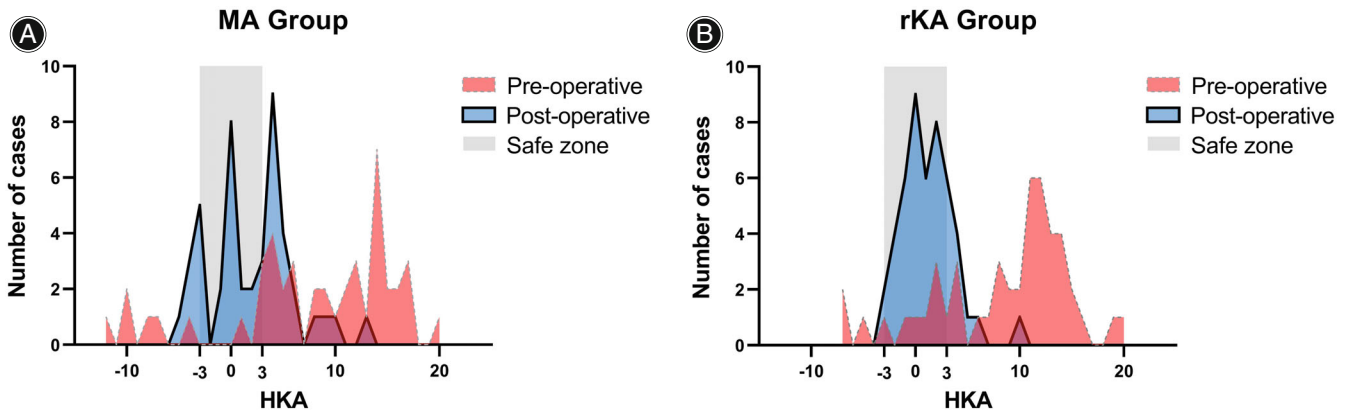 A
MA Group
Number of cases
10
8
6
4
2
0
-10
-3
0
3
10
20
HKA
Pre-operative
Post-operative
Safe zone
B
rKA Group
Number of cases
10
8
6
4
2
0
-10
-3
0
3
10
20
HKA
Pre-operative
Post-operative
Safe zone